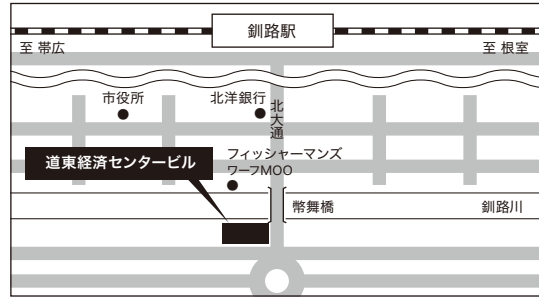 釧路駅
至 帯広
至 根室
市役所
北洋銀行
北大通
道東経済センタービル
フィッシャーマンズ
ワーフMOO
幣舞橋
釧路川